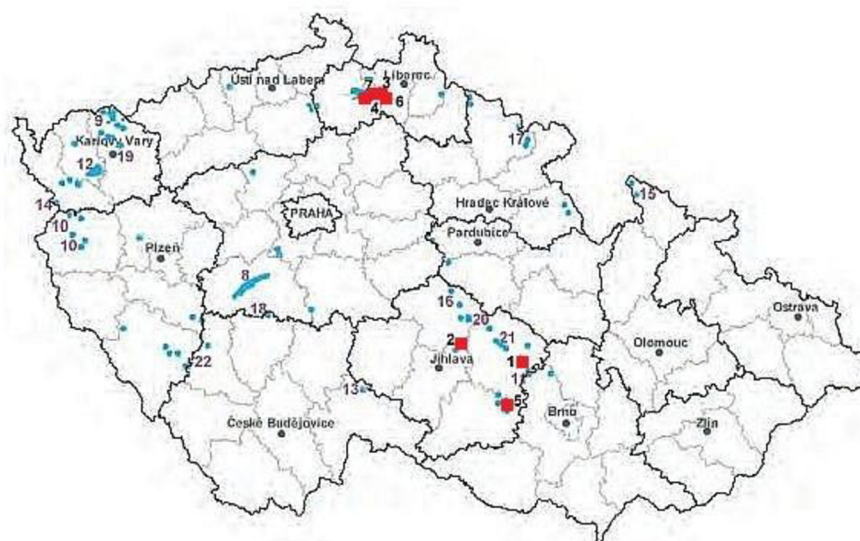 Ústí nad Labem
7
Liberec
3
4
6
9
Karlovy Vary
12
19
17
14
15
10
PRAHA
Hradec Králové
10
Plzeň
Pardubice
8
18
16
20
Ostrava
2
21
Olomouc
22
Jihlava
1
13
5
České Budějovice
Brno
Zlín